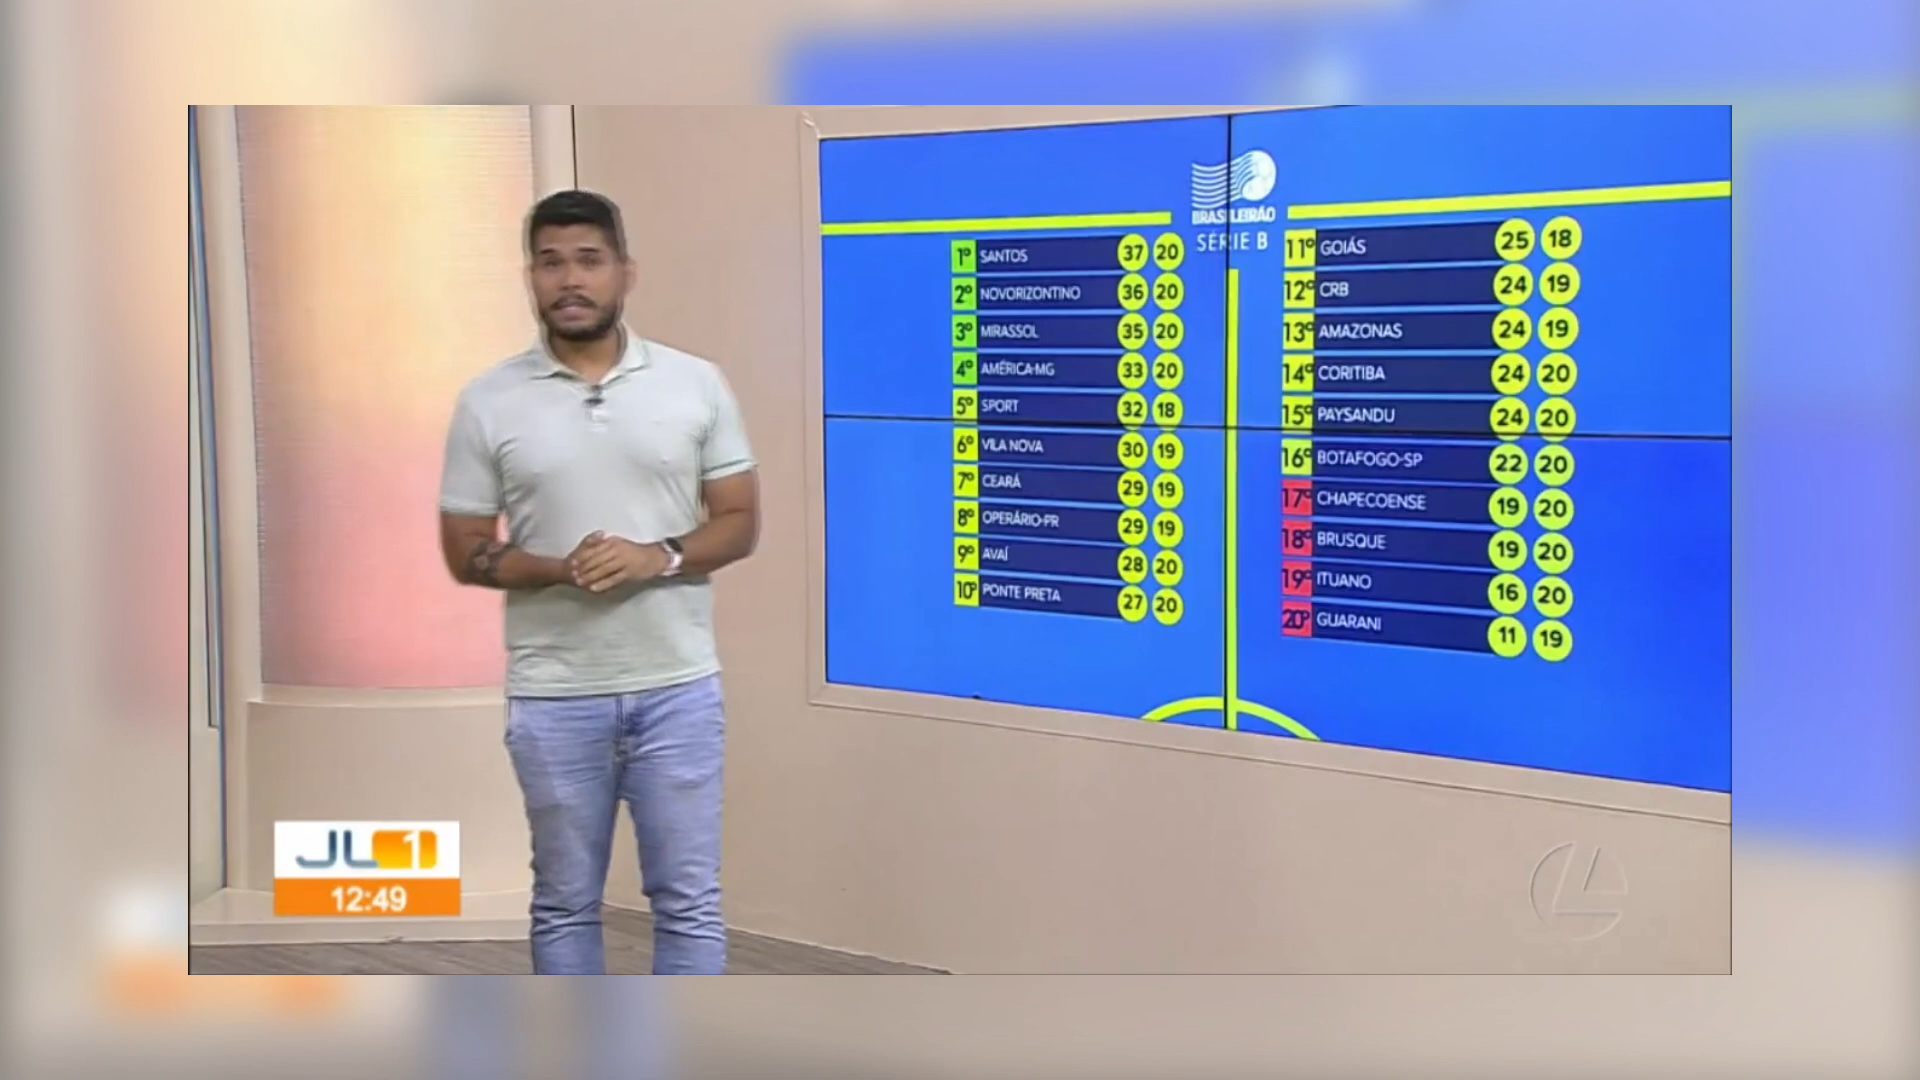 BRASILEIRÃO
SÉRIE B
1º SANTOS 37 20
2º NOVORIZONTINO 36 20
3º MIRASSOL 35 20
4º AMÉRICA-MG 33 20
5º SPORT 32 18
6º VILA NOVA 30 19
7º CEARÁ 29 19
8º OPERÁRIO-PR 29 19
9º AVAÍ 28 20
10º PONTE PRETA 27 20
11º GOIÁS 25 18
12º CRB 24 19
13º AMAZONAS 24 19
14º CORITIBA 24 20
15º PAYSANDU 24 20
16º BOTAFOGO-SP 22 20
17º CHAPECOENSE 19 20
18º BRUSQUE 19 20
19º ITUANO 16 20
20º GUARANI 11 19
JL1
12:49